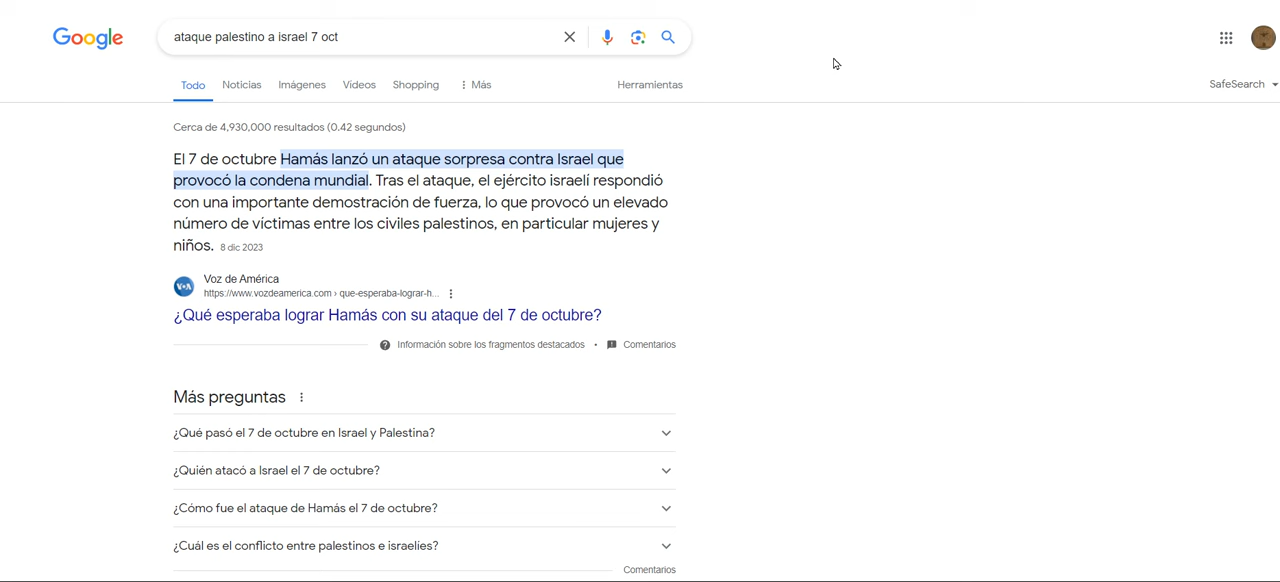 Google
ataque palestino a israel 7 oct
Todo Noticias Imágenes Vídeos Shopping Más Herramientas SafeSearch
Cerca de 4,930,000 resultados (0.42 segundos)
El 7 de octubre Hamás lanzó un ataque sorpresa contra Israel que
provocó la condena mundial. Tras el ataque, el ejército israelí respondió
con una importante demostración de fuerza, lo que provocó un elevado
número de víctimas entre los civiles palestinos, en particular mujeres y
niños. 8 dic 2023
VOA
Voz de América
https://www.vozdeamerica.com › que-esperaba-lograr-h...
¿Qué esperaba lograr Hamás con su ataque del 7 de octubre?
Información sobre los fragmentos destacados • Comentarios
Más preguntas
¿Qué pasó el 7 de octubre en Israel y Palestina?
¿Quién atacó a Israel el 7 de octubre?
¿Cómo fue el ataque de Hamás el 7 de octubre?
¿Cuál es el conflicto entre palestinos e israelíes?
Comentarios